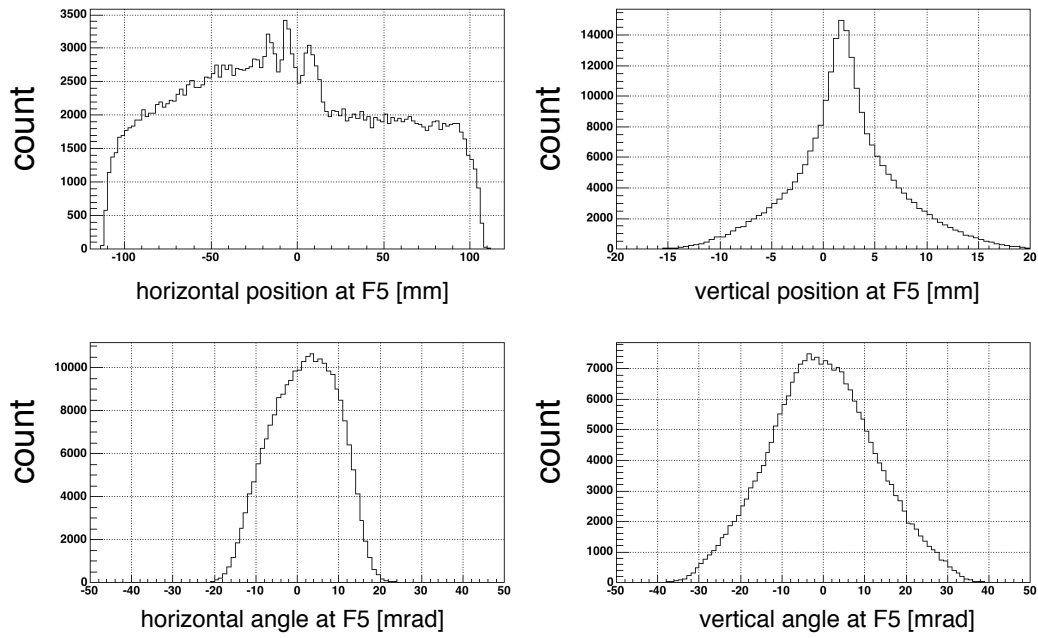 3500
3000
2500
2000
1500
1000
500
0
count
-100 -50 0 50 100
horizontal position at F5 [mm]
14000
12000
10000
8000
6000
4000
2000
0
count
-20 -15 -10 -5 0 5 10 15 20
vertical position at F5 [mm]
10000
8000
6000
4000
2000
0
count
-50 -40 -30 -20 -10 0 10 20 30 40 50
horizontal angle at F5 [mrad]
7000
6000
5000
4000
3000
2000
1000
0
count
-50 -40 -30 -20 -10 0 10 20 30 40 50
vertical angle at F5 [mrad]